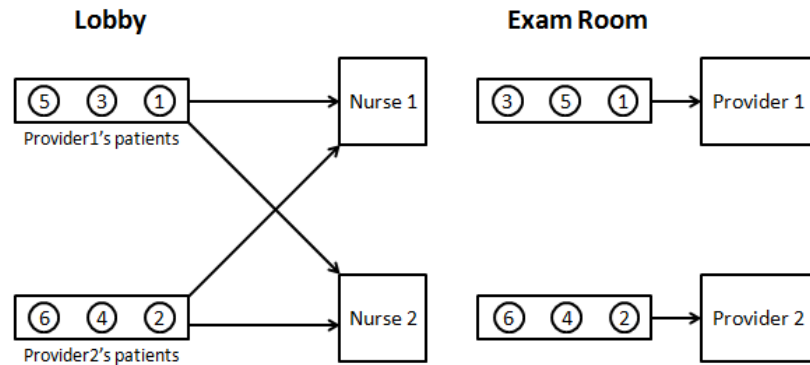 Lobby
Exam Room
5 3 1
Nurse 1
3 5 1
Provider 1
Provider1's patients
6 4 2
Nurse 2
6 4 2
Provider 2
Provider2's patients